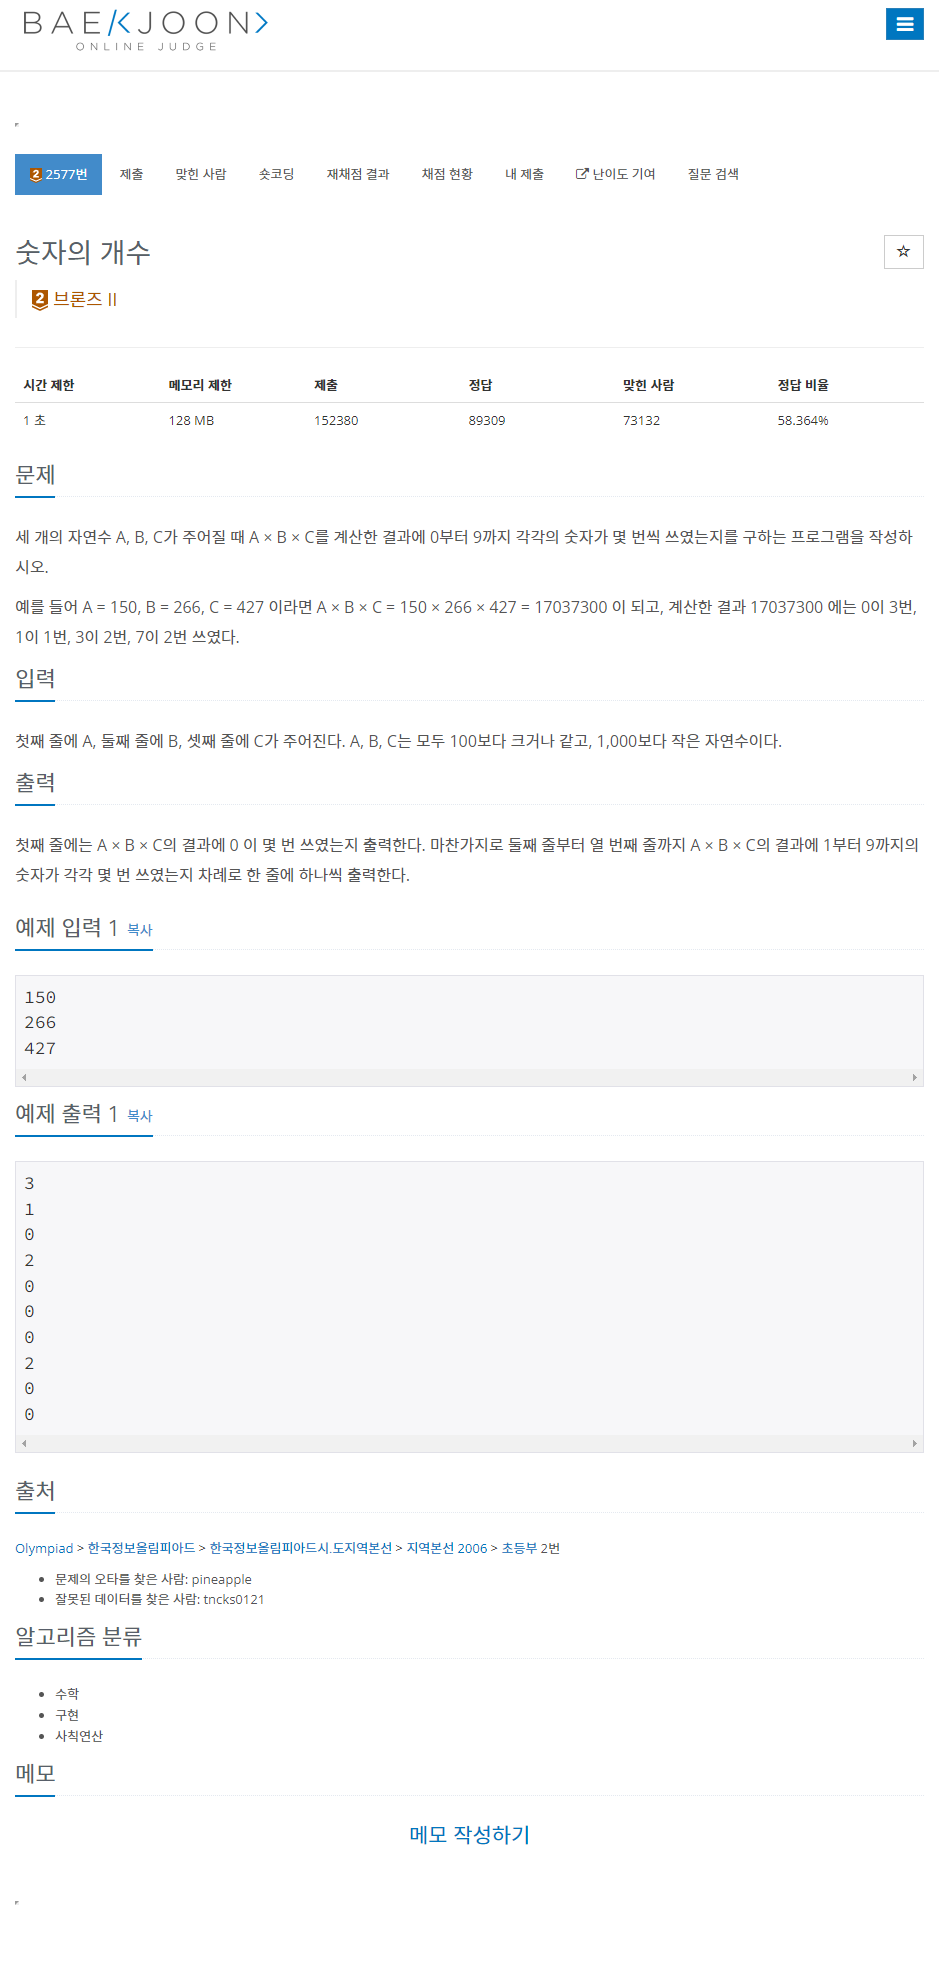 BAEKJOON>
ONLINE JUDGE
2 2577번 제출 맞힌 사람 숏코딩 재채점 결과 채점 현황 내 제출 난이도 기여 질문 검색
숫자의 개수
2 브론즈 II
시간 제한 메모리 제한 제출 정답 맞힌 사람 정답 비율
1 초 128 MB 152380 89309 73132 58.364%
문제
세 개의 자연수 A, B, C가 주어질 때 A × B × C를 계산한 결과에 0부터 9까지 각각의 숫자가 몇 번씩 쓰였는지를 구하는 프로그램을 작성하
시오.
예를 들어 A = 150, B = 266, C = 427 이라면 A × B × C = 150 × 266 × 427 = 17037300 이 되고, 계산한 결과 17037300 에는 0이 3번,
1이 1번, 3이 2번, 7이 2번 쓰였다.
입력
첫째 줄에 A, 둘째 줄에 B, 셋째 줄에 C가 주어진다. A, B, C는 모두 100보다 크거나 같고, 1,000보다 작은 자연수이다.
출력
첫째 줄에는 A × B × C의 결과에 0 이 몇 번 쓰였는지 출력한다. 마찬가지로 둘째 줄부터 열 번째 줄까지 A × B × C의 결과에 1부터 9까지의
숫자가 각각 몇 번 쓰였는지 차례로 한 줄에 하나씩 출력한다.
예제 입력 1 복사
150
266
427
예제 출력 1 복사
3
1
0
2
0
0
0
2
0
0
출처
Olympiad > 한국정보올림피아드 > 한국정보올림피아드시.도지역본선 > 지역본선 2006 > 초등부 2번
문제의 오타를 찾은 사람: pineapple
잘못된 데이터를 찾은 사람: tncks0121
알고리즘 분류
수학
구현
사칙연산
메모
메모 작성하기